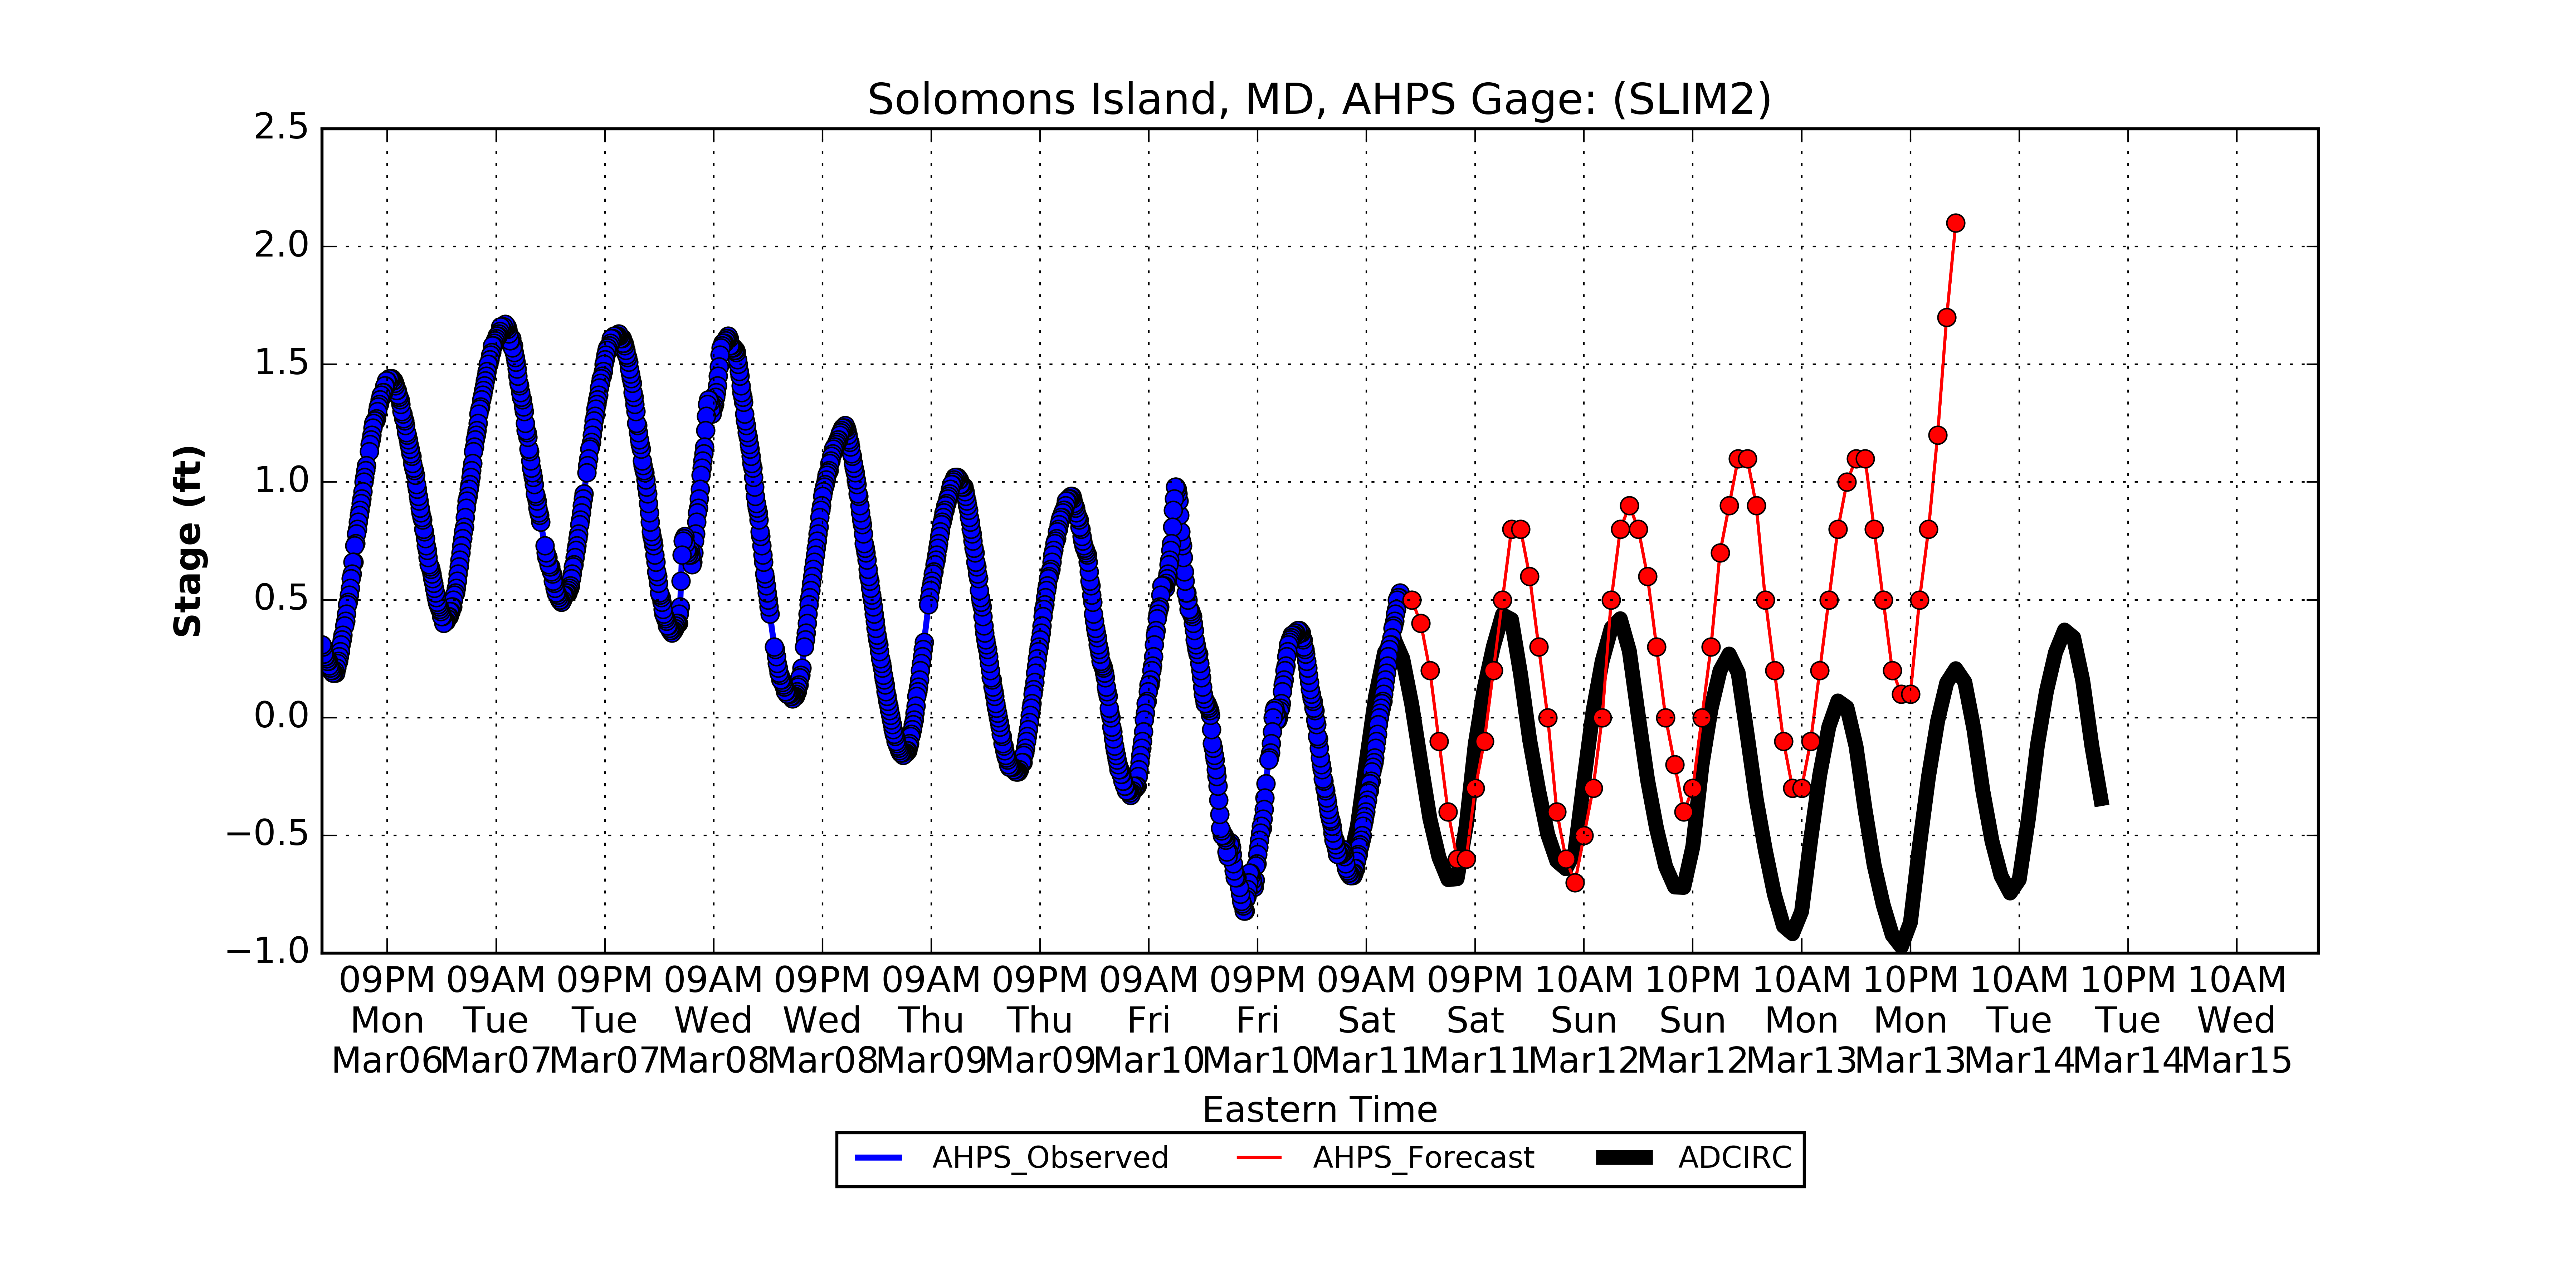 Solomons Island, MD, AHPS Gage: (SLIM2)
2.5
2.0
1.5
1.0
0.5
0.0
−0.5
−1.0
Stage (ft)
09PM 09AM 09PM 09AM 09PM 09AM 09PM 09AM 09PM 09AM 09PM 10AM 10PM 10AM 10PM 10AM 10PM 10AM
Mon Tue Tue Wed Wed Thu Thu Fri Fri Sat Sat Sun Sun Mon Mon Tue Tue Wed
Mar06 Mar07 Mar07 Mar08 Mar08 Mar09 Mar09 Mar10 Mar10 Mar11 Mar11 Mar12 Mar12 Mar13 Mar13 Mar14 Mar14 Mar15
Eastern Time
AHPS_Observed AHPS_Forecast ADCIRC